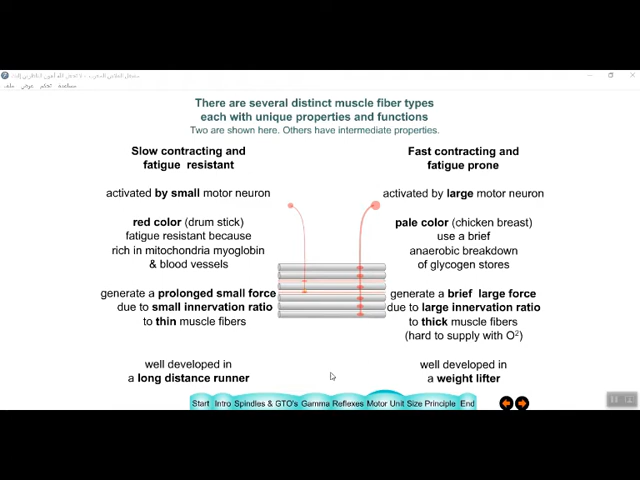 مساعدة تحكم عرض ملف
There are several distinct muscle fiber types
each with unique properties and functions
Two are shown here. Others have intermediate properties.
Slow contracting and
fatigue resistant
activated by small motor neuron
red color (drum stick)
fatigue resistant because
rich in mitochondria myoglobin
& blood vessels
generate a prolonged small force
due to small innervation ratio
to thin muscle fibers
well developed in
a long distance runner
Fast contracting and
fatigue prone
activated by large motor neuron
pale color (chicken breast)
use a brief
anaerobic breakdown
of glycogen stores
generate a brief large force
due to large innervation ratio
to thick muscle fibers
(hard to supply with O²)
well developed in
a weight lifter
Start Intro Spindles & GTO's Gamma Reflexes Motor Unit Size Principle End